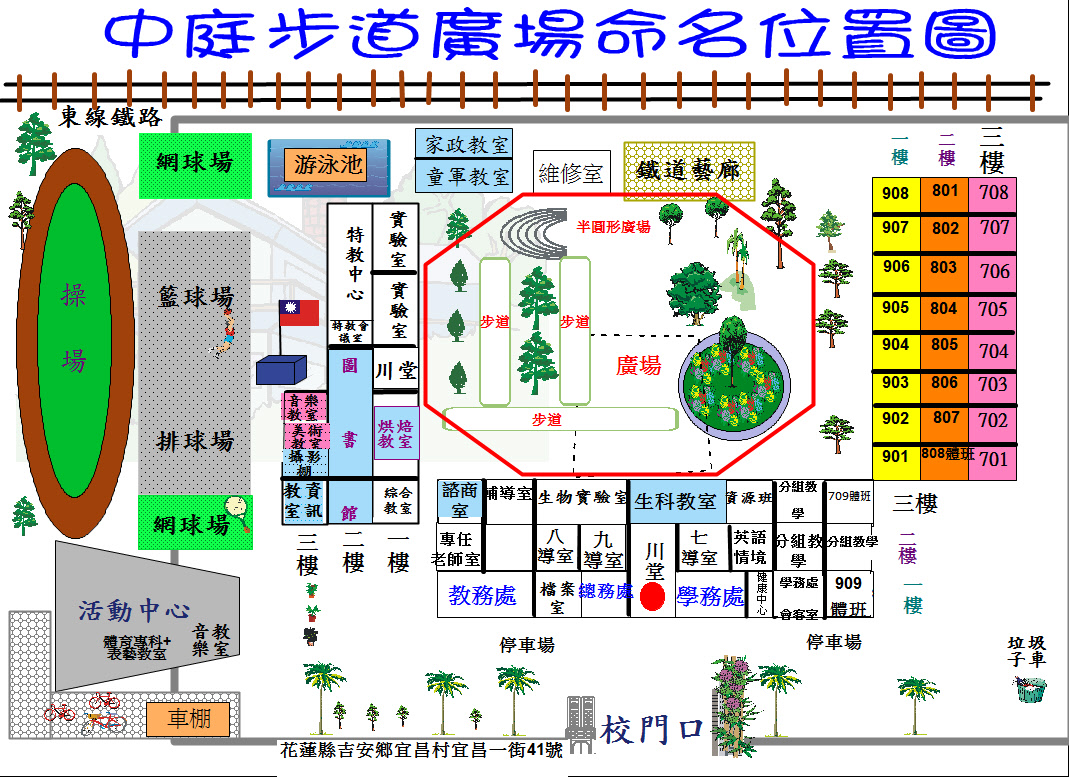 中庭步道廣場命名位置圖
東線鐵路
網球場
游泳池
家政教室
童軍教室
維修室
鐵道藝廊
一樓
二樓
三樓
908 801 708
907 802 707
906 803 706
905 804 705
904 805 704
903 806 703
902 807 702
901 808體班 701
操場
籃球場
排球場
網球場
特教中心
實驗室
實驗室
特教會議室
圖書館
川堂
音樂教室
美術教室
攝影棚
烘焙教室
教資室訊
綜合教室
三樓
二樓
一樓
半圓形廣場
步道
步道
廣場
步道
諮商室
輔導室
生物實驗室
生科教室
資源班
分組教學
709體班
三樓
專任老師室
八導室
九導室
川堂
七導室
英語情境
分組教學
分組教學
二樓
教務處
檔案室
總務處
學務處
健康中心
學務處
會客室
909體班
一樓
活動中心
體育專科+
表藝教室
音教樂室
停車場
停車場
垃圾子車
車棚
校門口
花蓮縣吉安鄉宜昌村宜昌一街41號